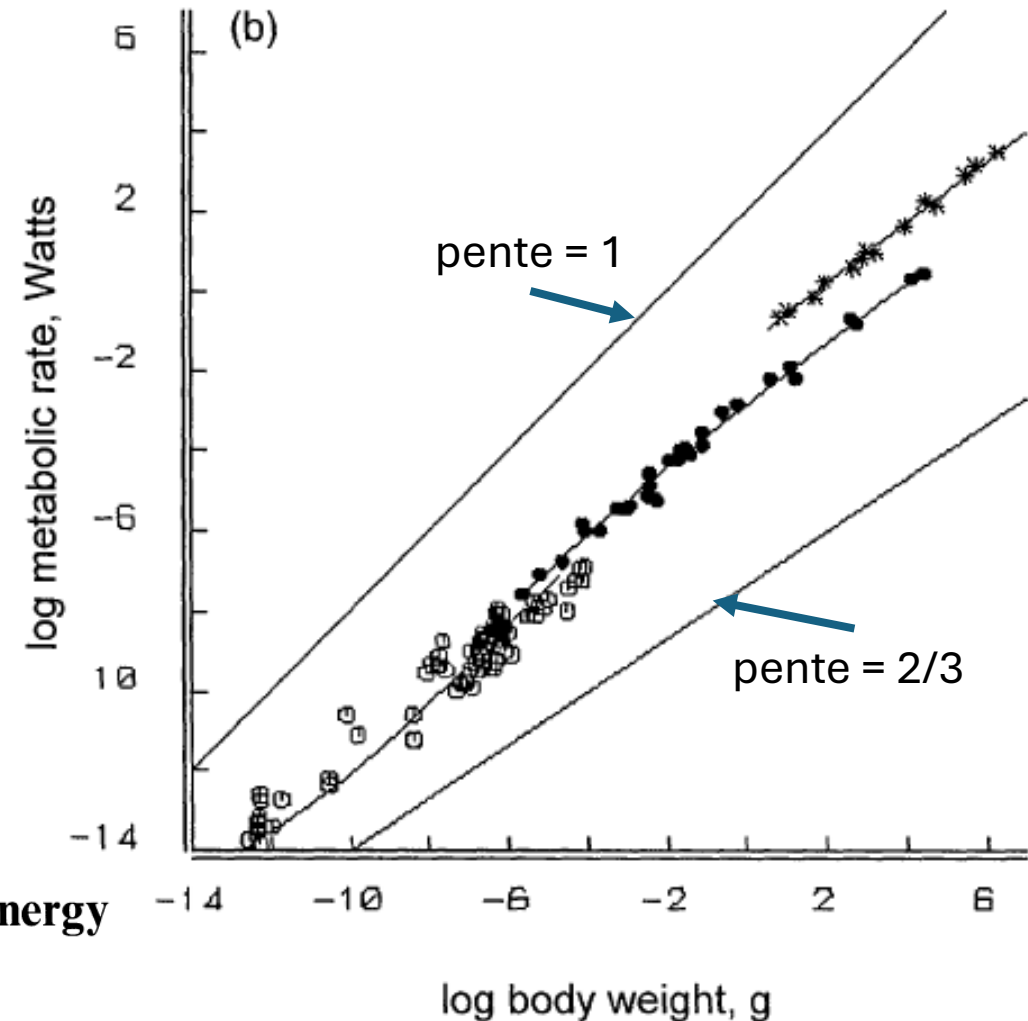 (b)
6
2
-2
-6
10
-14
log metabolic rate, Watts
pente = 1
pente = 2/3
-14 -10 -6 -2 2 6
nergy
log body weight, g